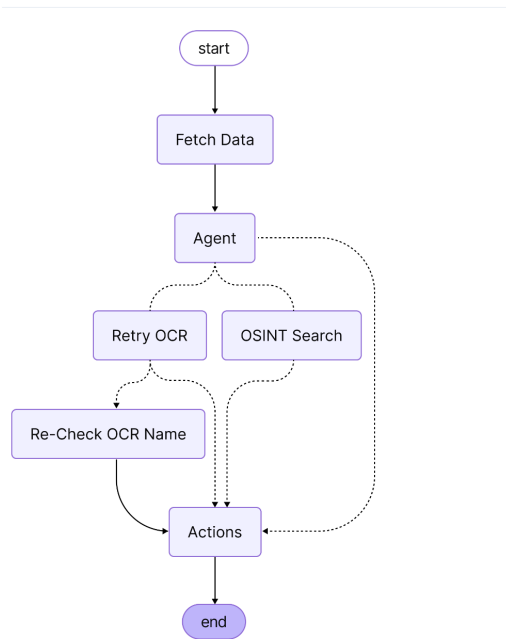 start
Fetch Data
Agent
Retry OCR
OSINT Search
Re-Check OCR Name
Actions
end